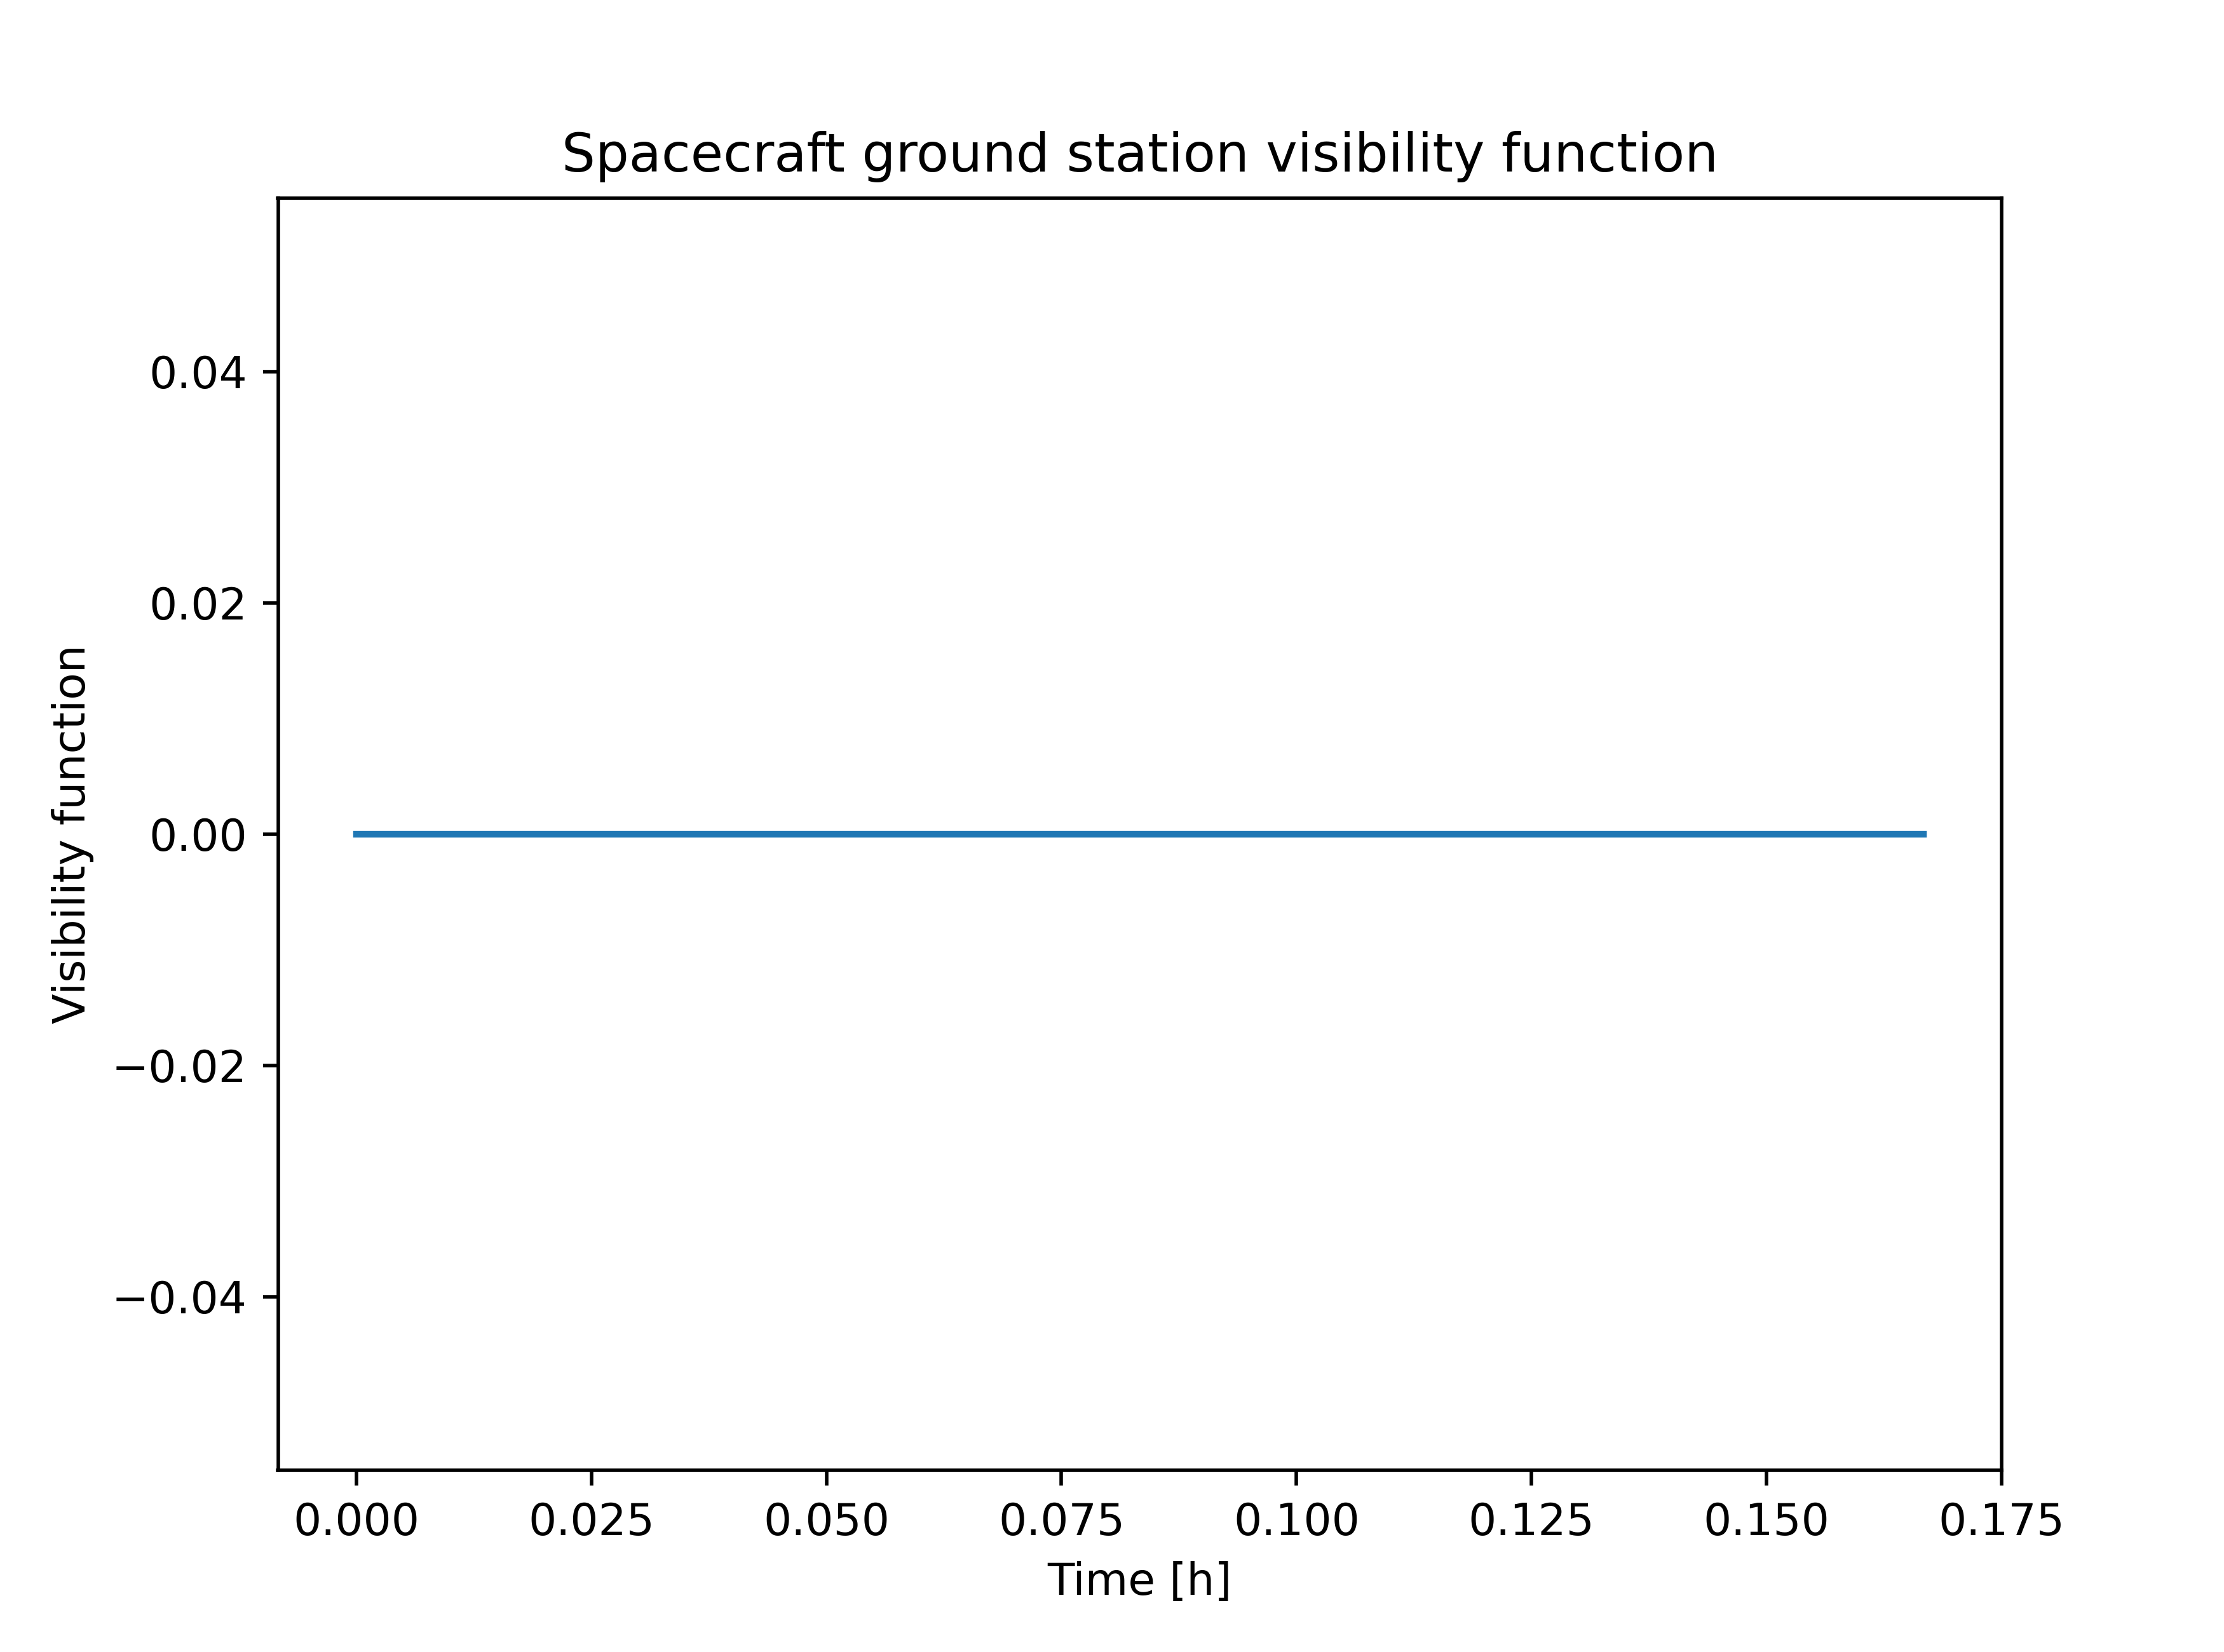 Spacecraft ground station visibility function
0.04
0.02
0.00
−0.02
−0.04
Visibility function
0.000 0.025 0.050 0.075 0.100 0.125 0.150 0.175
Time [h]